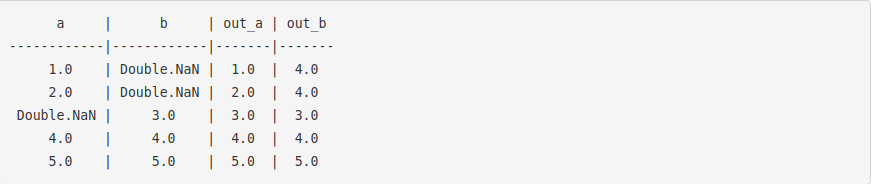 a     |      b     | out_a | out_b
------------|------------|-------|-------
     1.0    | Double.NaN |  1.0  |  4.0
     2.0    | Double.NaN |  2.0  |  4.0
 Double.NaN |     3.0    |  3.0  |  3.0
     4.0    |     4.0    |  4.0  |  4.0
     5.0    |     5.0    |  5.0  |  5.0